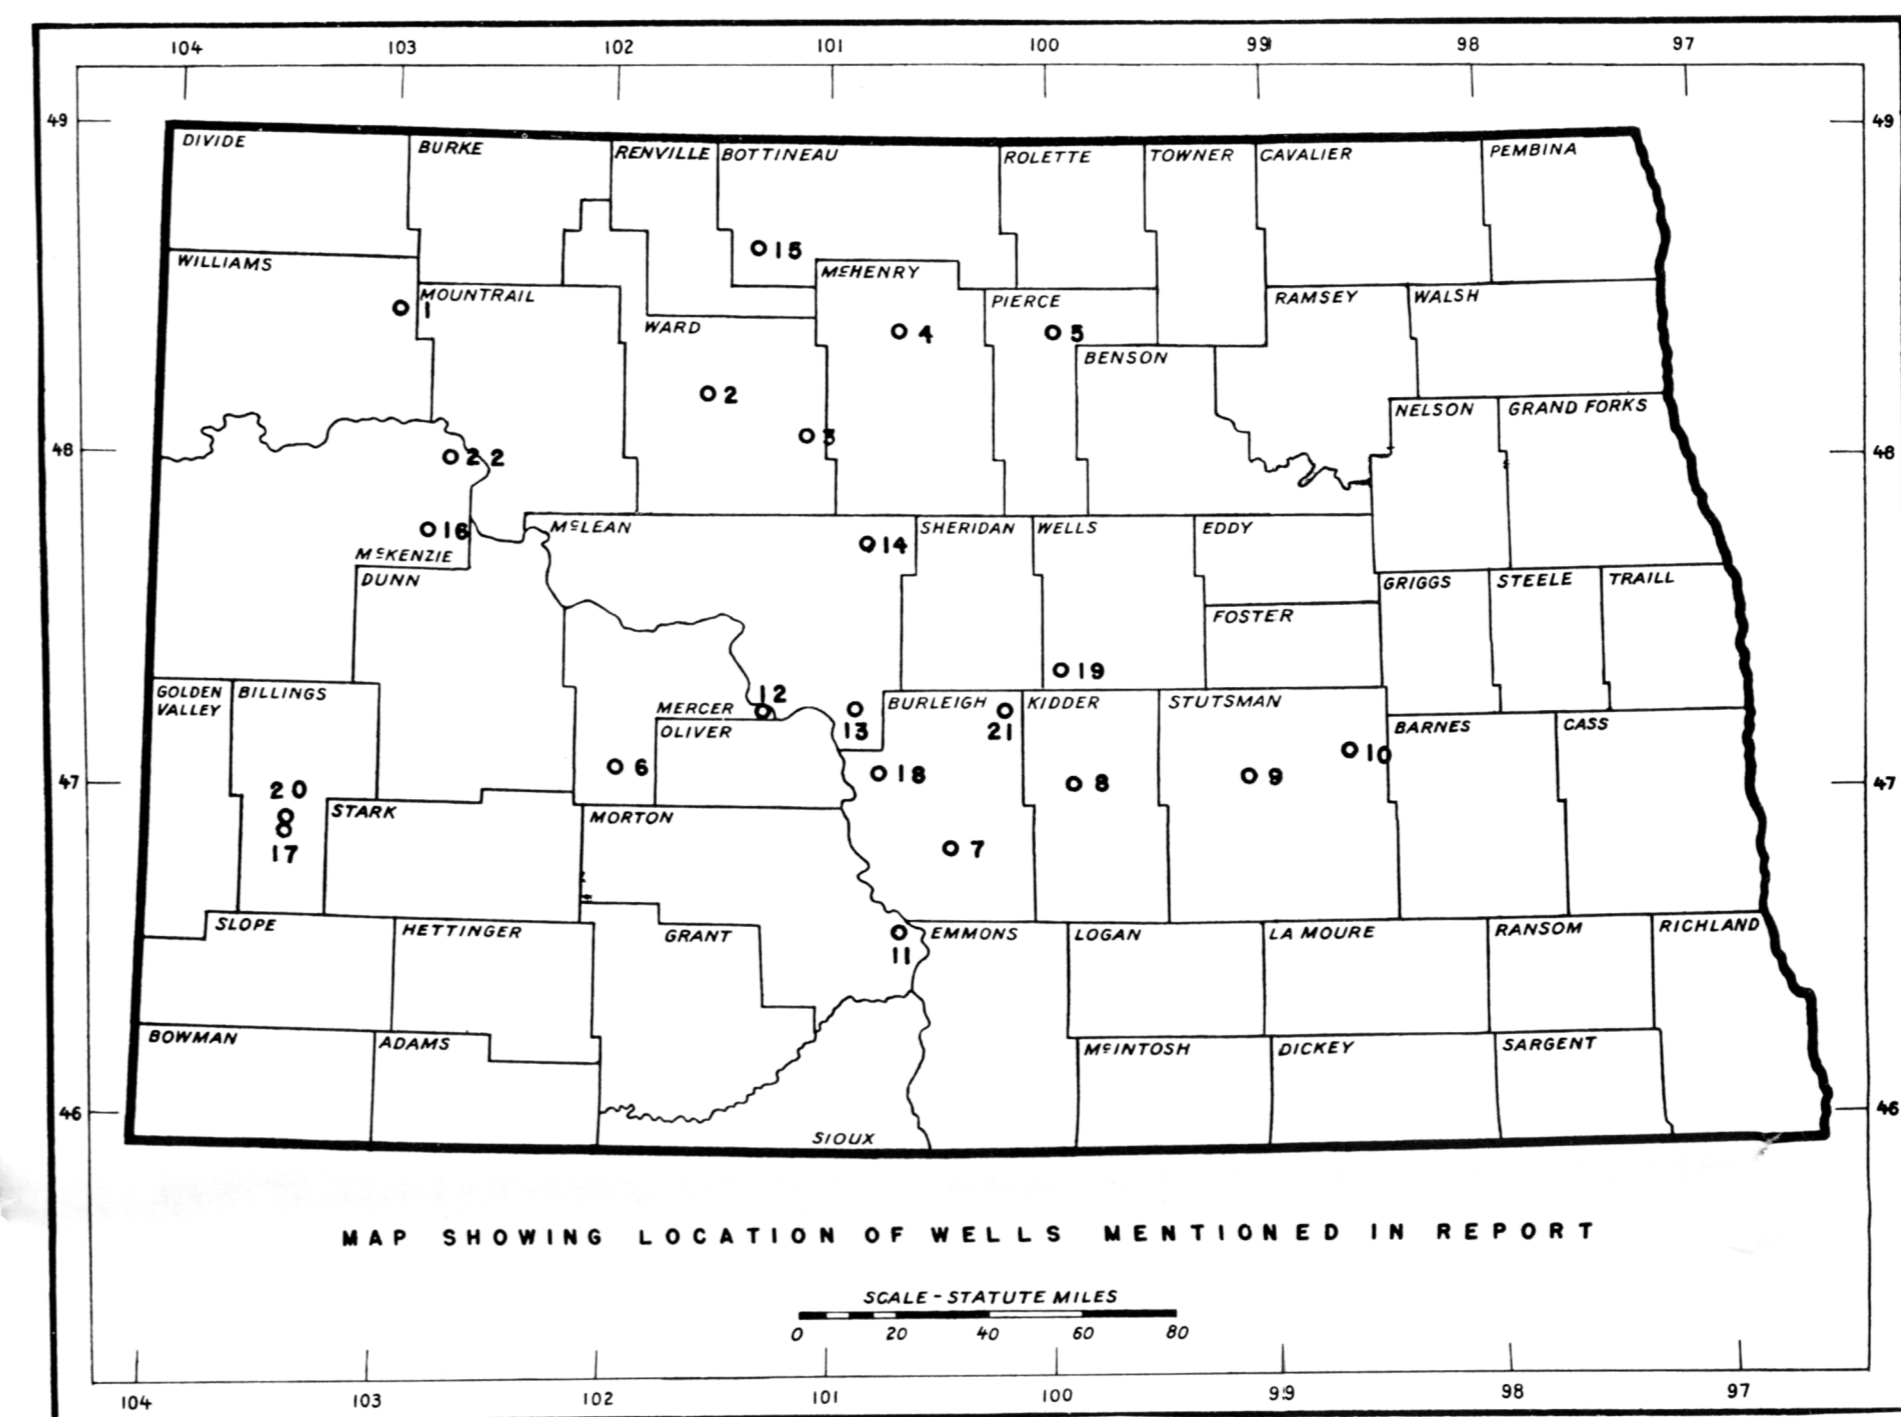 104 103 102 101 100 99 98 97
49 49
DIVIDE BURKE RENVILLE BOTTINEAU ROLETTE TOWNER CAVALIER PEMBINA
WILLIAMS 15 McHENRY
1 MOUNTRAIL PIERCE RAMSEY WALSH
WARD 4 5
BENSON
2 NELSON GRAND FORKS
3
48 22 48
16 McLEAN SHERIDAN WELLS EDDY
McKENZIE 14
DUNN GRIGGS STEELE TRAILL
FOSTER
19
GOLDEN VALLEY BILLINGS 12 BURLEIGH KIDDER STUTSMAN
MERCER
OLIVER 13 21 BARNES CASS
6 18 10
47 20 8 9 47
STARK MORTON
17 7
SLOPE HETTINGER GRANT EMMONS LOGAN LA MOURE RANSOM RICHLAND
11
BOWMAN ADAMS McINTOSH DICKEY SARGENT
46 46
SIOUX
MAP SHOWING LOCATION OF WELLS MENTIONED IN REPORT
SCALE - STATUTE MILES
0 20 40 60 80
104 103 102 101 100 99 98 97